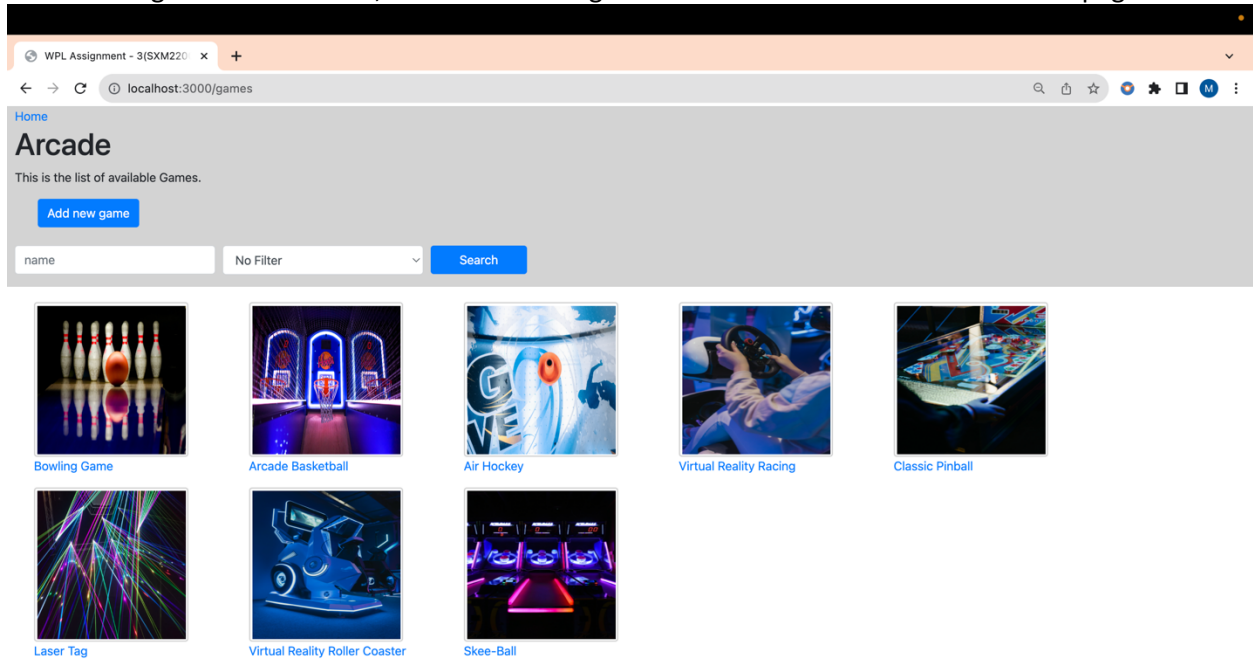 WPL Assignment - 3(SXM220
localhost:3000/games
M
Home
Arcade
This is the list of available Games.
Add new game
name
No Filter
Search
Bowling Game
Arcade Basketball
Air Hockey
Virtual Reality Racing
Classic Pinball
Laser Tag
Virtual Reality Roller Coaster
Skee-Ball